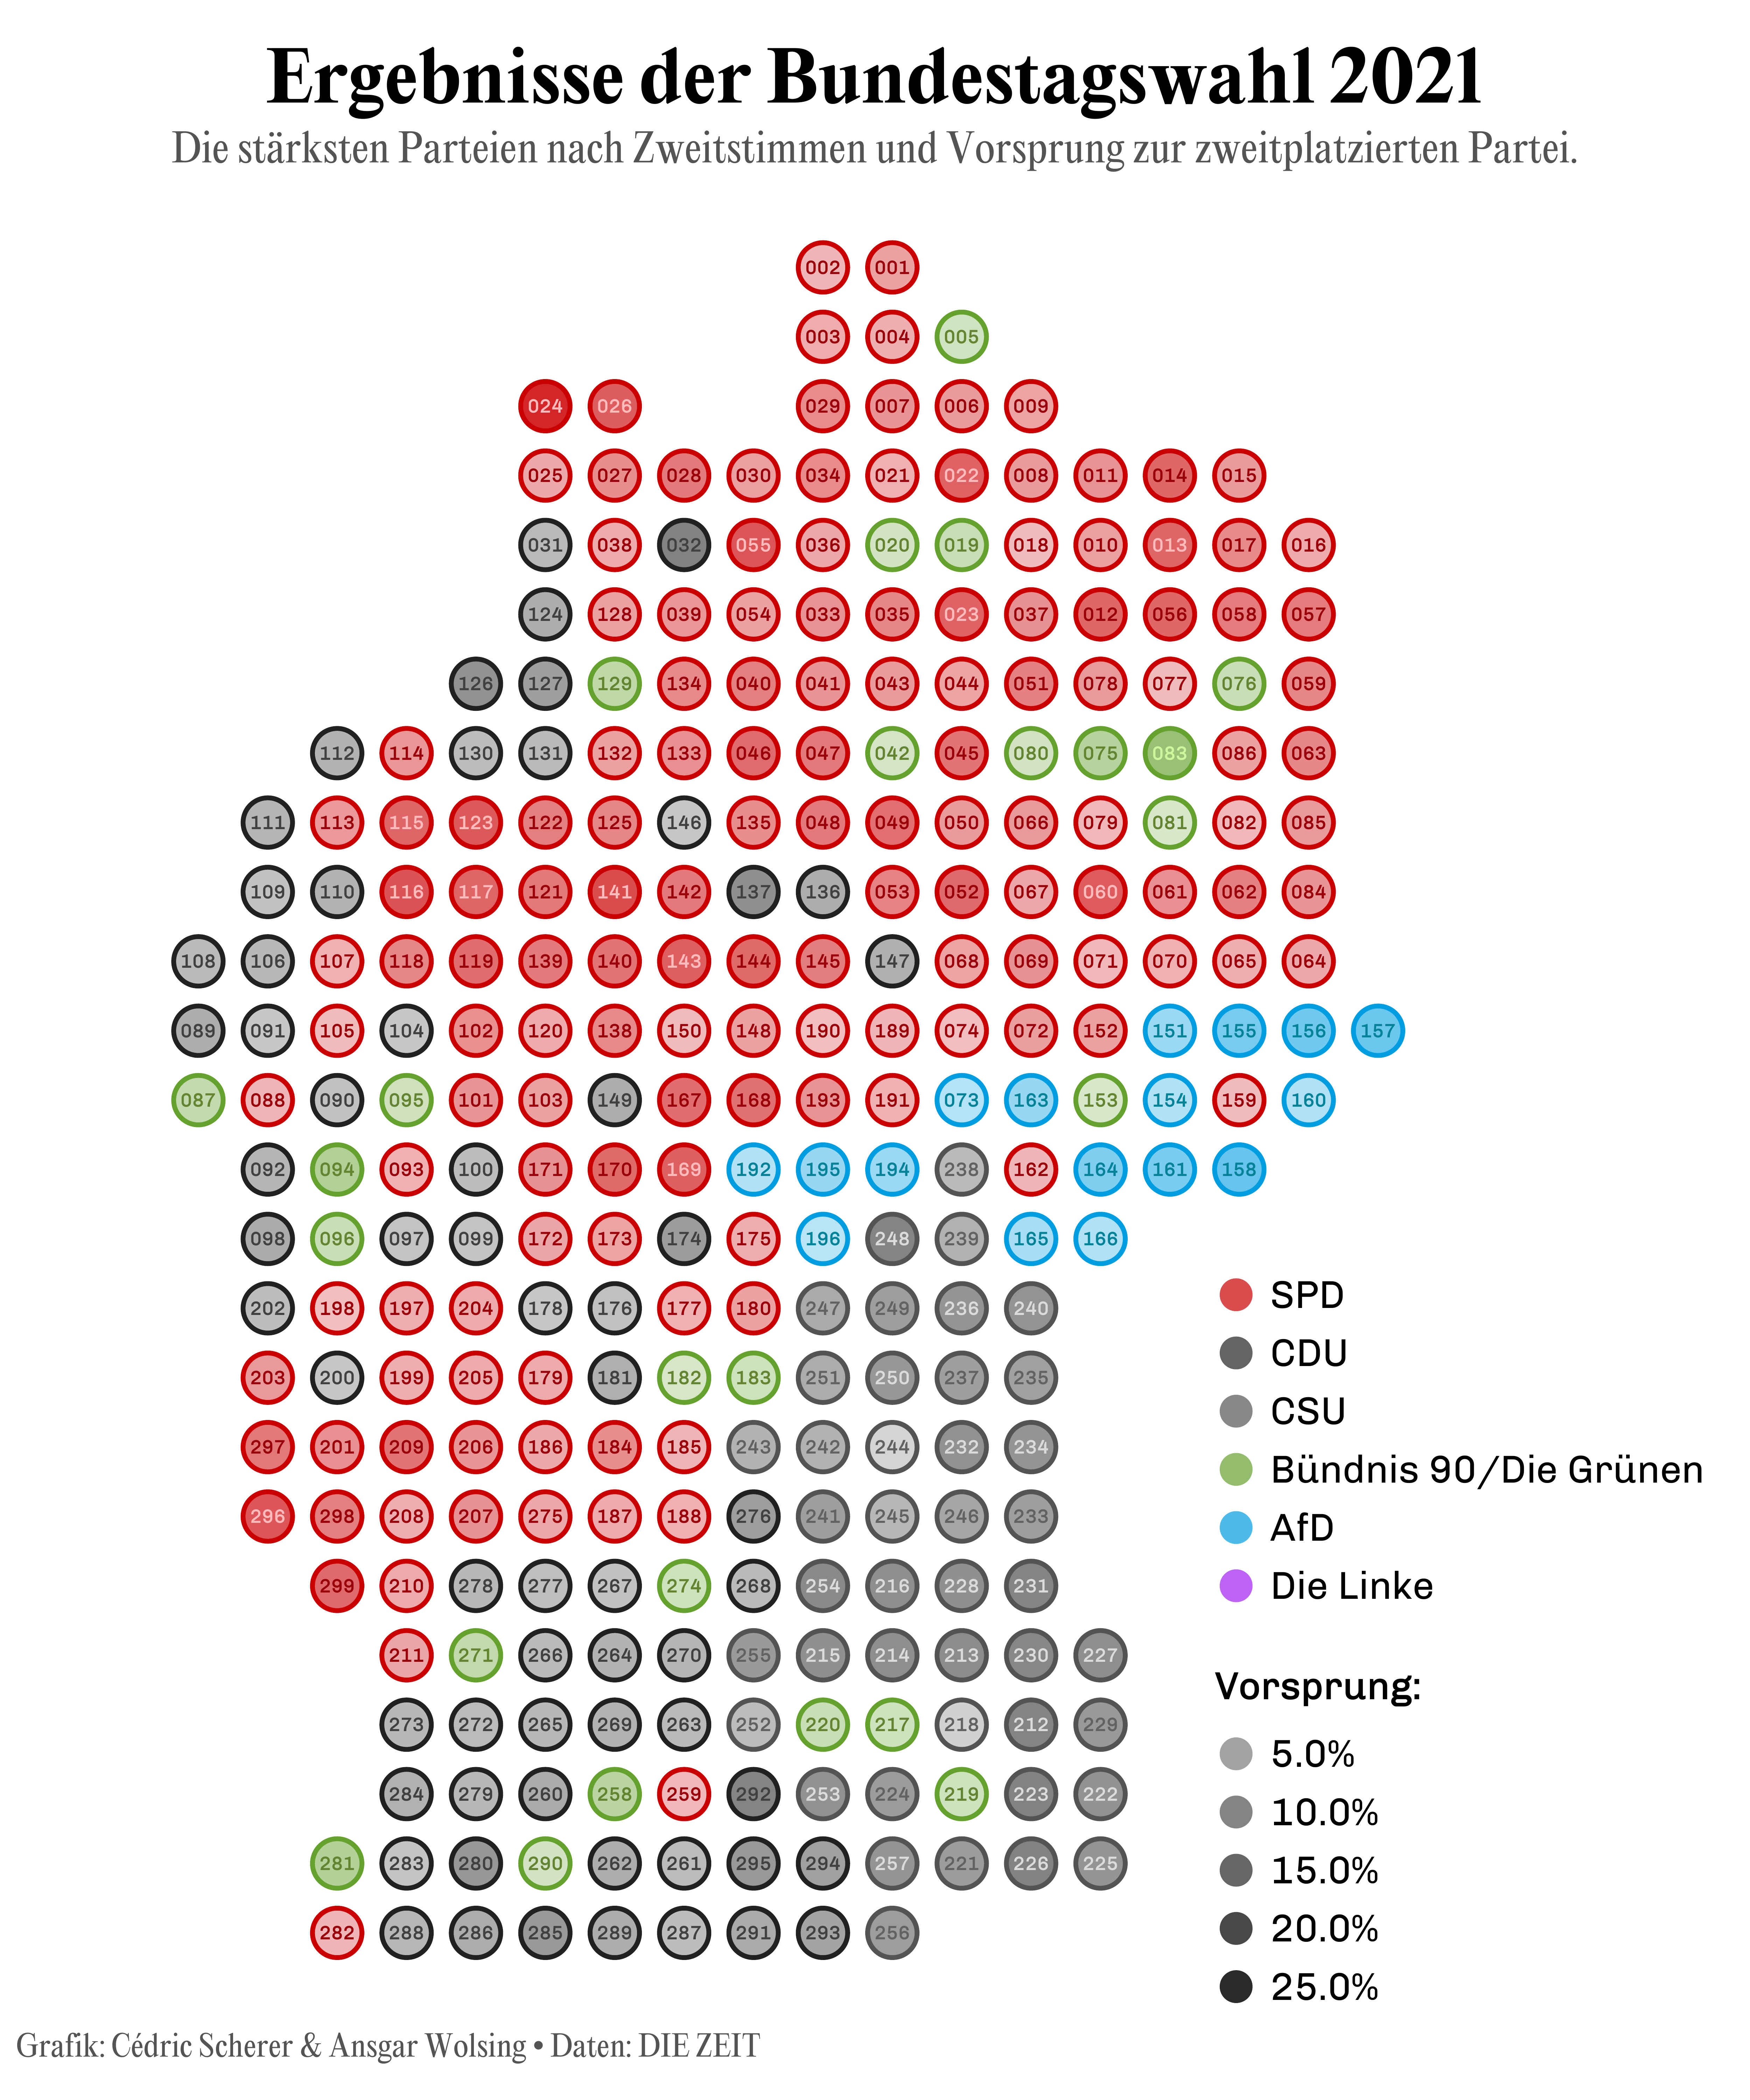 Ergebnisse der Bundestagswahl 2021
Die stärksten Parteien nach Zweitstimmen und Vorsprung zur zweitplatzierten Partei.
002 001
003 004 005
024 026 029 007 006 009
025 027 028 030 034 021 022 008 011 014 015
031 038 032 055 036 020 019 018 010 013 017 016
124 128 039 054 033 035 023 037 012 056 058 057
126 127 129 134 040 041 043 044 051 078 077 076 059
112 114 130 131 132 133 046 047 042 045 080 075 083 086 063
111 113 115 123 122 125 146 135 048 049 050 066 079 081 082 085
109 110 116 117 121 141 142 137 136 053 052 067 060 061 062 084
108 106 107 118 119 139 140 143 144 145 147 068 069 071 070 065 064
089 091 105 104 102 120 138 150 148 190 189 074 072 152 151 155 156 157
087 088 090 095 101 103 149 167 168 193 191 073 163 153 154 159 160
092 094 093 100 171 170 169 192 195 194 238 162 164 161 158
098 096 097 099 172 173 174 175 196 248 239 165 166
202 198 197 204 178 176 177 180 247 249 236 240
203 200 199 205 179 181 182 183 251 250 237 235
297 201 209 206 186 184 185 243 242 244 232 234
296 298 208 207 275 187 188 276 241 245 246 233
299 210 278 277 267 274 268 254 216 228 231
211 271 266 264 270 255 215 214 213 230 227
273 272 265 269 263 252 220 217 218 212 229
284 279 260 258 259 292 253 224 219 223 222
281 283 280 290 262 261 295 294 257 221 226 225
282 288 286 285 289 287 291 293 256
SPD
CDU
CSU
Bündnis 90/Die Grünen
AfD
Die Linke
Vorsprung:
5.0%
10.0%
15.0%
20.0%
25.0%
Grafik: Cédric Scherer & Ansgar Wolsing • Daten: DIE ZEIT